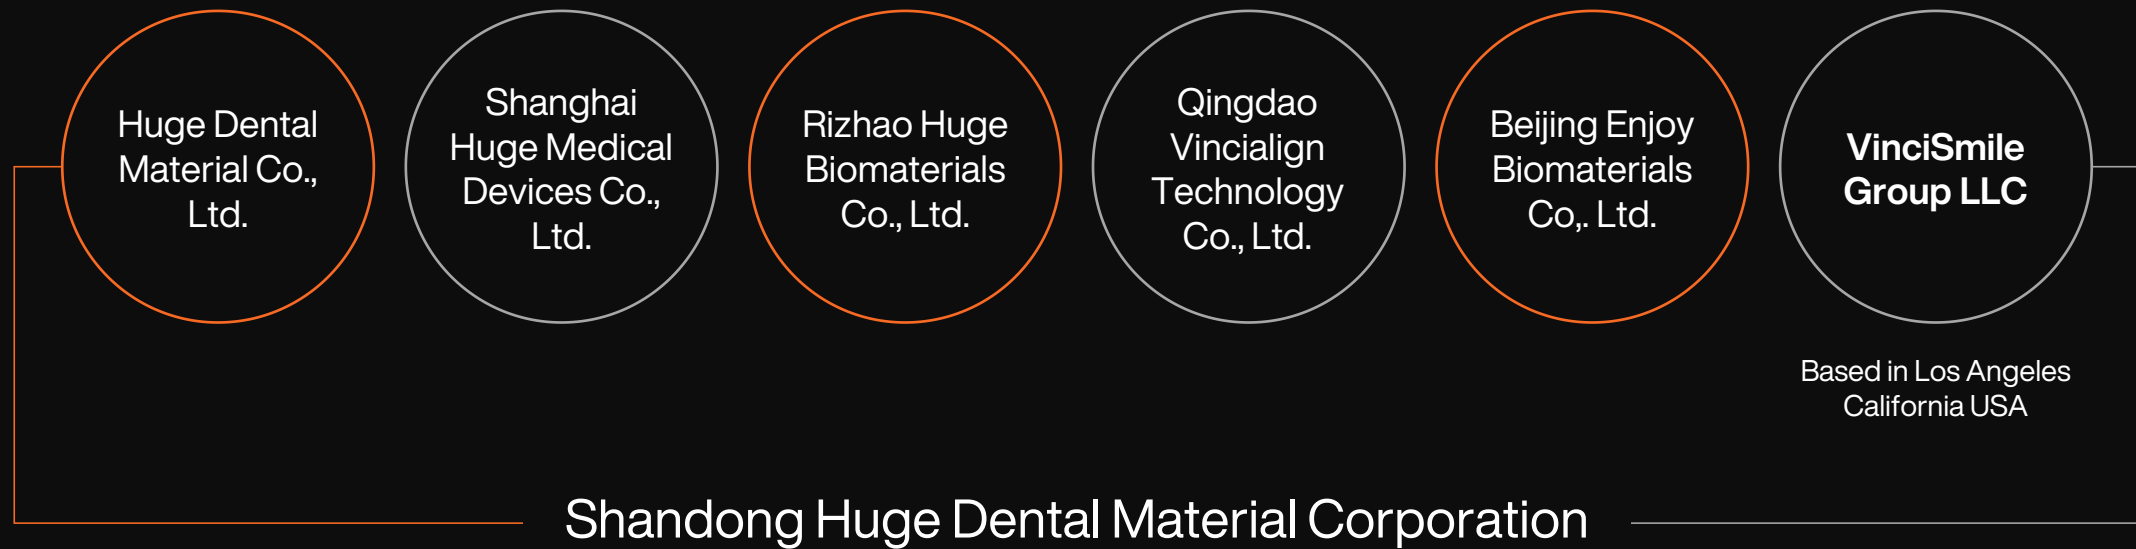 Huge Dental
Material Co.,
Ltd.
Shanghai
Huge Medical
Devices Co.,
Ltd.
Rizhao Huge
Biomaterials
Co., Ltd.
Qingdao
Vincialign
Technology
Co., Ltd.
Beijing Enjoy
Biomaterials
Co,. Ltd.
VinciSmile
Group LLC
Based in Los Angeles
California USA
Shandong Huge Dental Material Corporation